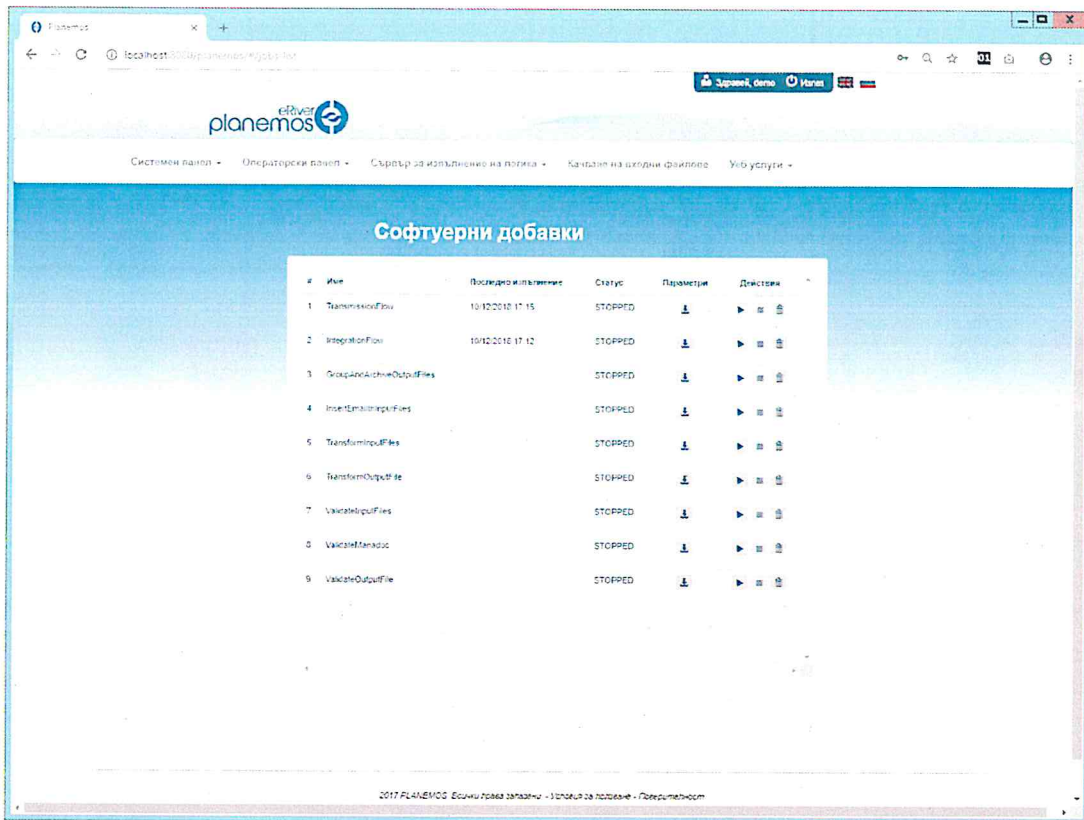 Planemos
localhost:8080/planemos/#/jobs-list
Здравей, demo Изход
eRiver
planemos
Системен панел
Операторски панел
Сървър за изпълнение на логика
Качване на входни файлове
Уеб услуги
Софтуерни добавки
# Име Последно изпълнение Статус Параметри Действия
1 TransmissionFlow 10/12/2018 17:15 STOPPED
2 IntegrationFlow 10/12/2018 17:12 STOPPED
3 GroupAndArchiveOutputFiles STOPPED
4 InsertEmailInInputFiles STOPPED
5 TransformInputFiles STOPPED
6 TransformOutputFile STOPPED
7 ValidateInputFiles STOPPED
8 ValidateManadoc STOPPED
9 ValidateOutputFile STOPPED
2017 PLANEMOS. Всички права запазени. - Условия за ползване - Поверителност